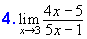 4. lim x→3 (4x − 5)/(5x − 1)